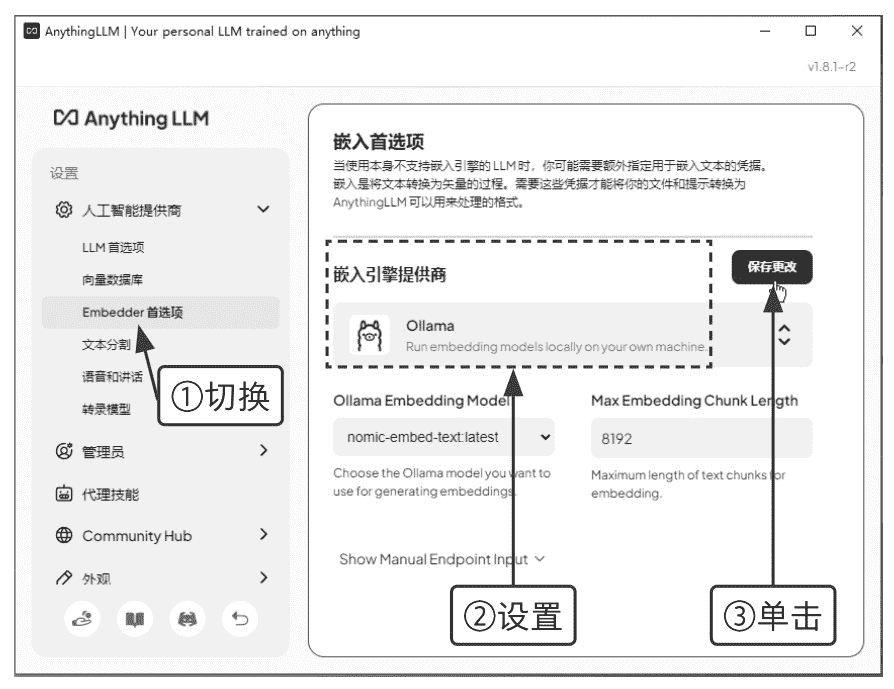 AnythingLLM | Your personal LLM trained on anything
v1.8.1-r2
Anything LLM
设置
人工智能提供商
LLM 首选项
向量数据库
Embedder 首选项
文本分割
语音和讲话
转录模型
①切换
管理员
代理技能
Community Hub
外观
嵌入首选项
当使用本身不支持嵌入引擎的 LLM 时，你可能需要额外指定用于嵌入文本的凭据。
嵌入是将文本转换为矢量的过程。需要这些凭据才能将你的文件和提示转换为
AnythingLLM 可以用来处理的格式。
嵌入引擎提供商
保存更改
Ollama
Run embedding models locally on your own machine.
Ollama Embedding Model
nomic-embed-text:latest
Choose the Ollama model you want to
use for generating embeddings.
Max Embedding Chunk Length
8192
Maximum length of text chunks for
embedding.
Show Manual Endpoint Input
②设置
③单击